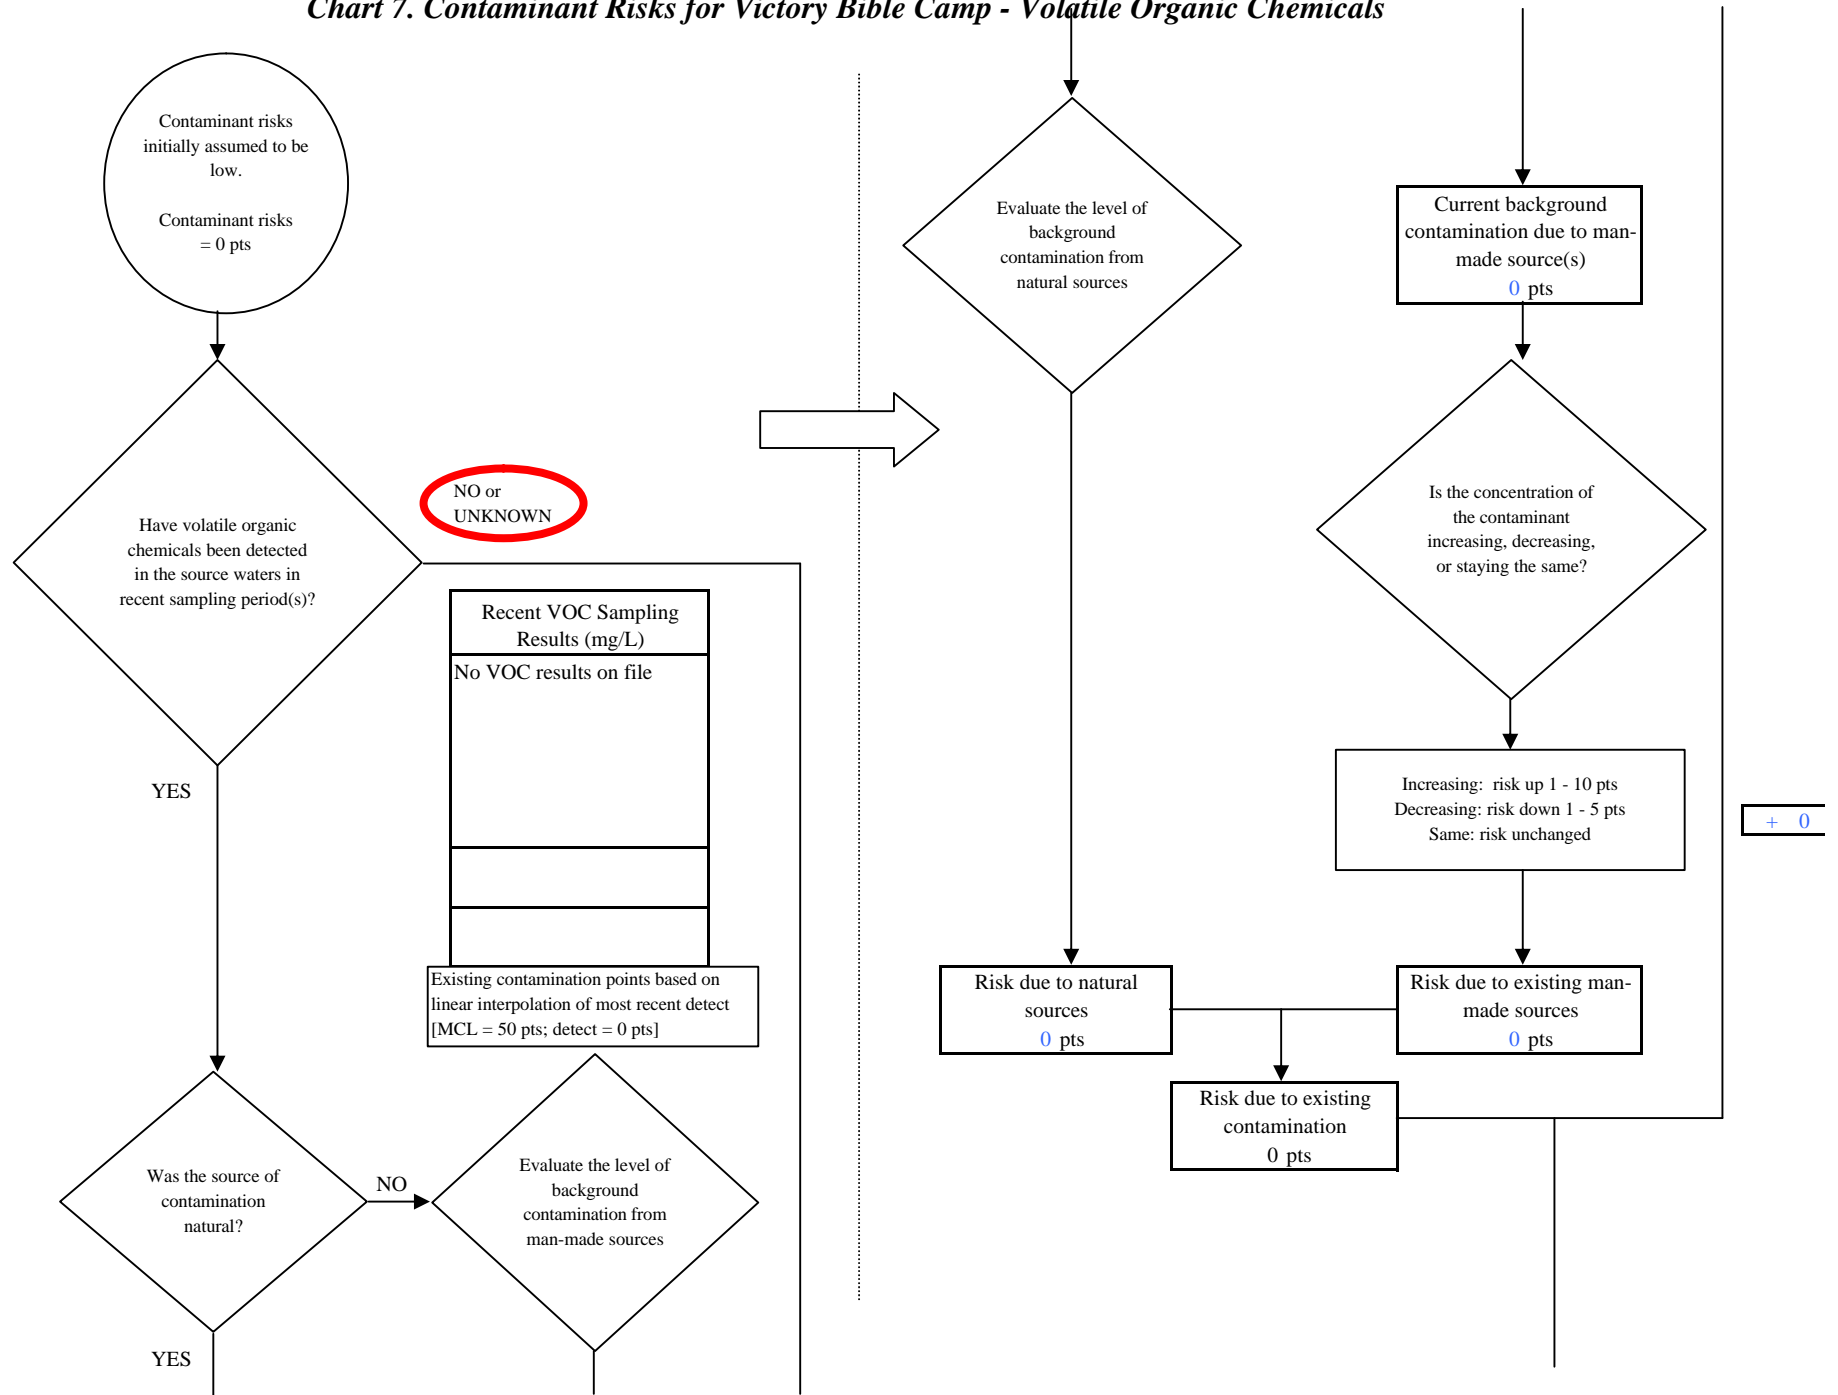 Chart 7. Contaminant Risks for Victory Bible Camp - Volatile Organic Chemicals
Contaminant risks
initially assumed to be
low.
Contaminant risks
= 0 pts
Have volatile organic
chemicals been detected
in the source waters in
recent sampling period(s)?
NO or
UNKNOWN
YES
Recent VOC Sampling
Results (mg/L)
No VOC results on file
Existing contamination points based on
linear interpolation of most recent detect
[MCL = 50 pts; detect = 0 pts]
Was the source of
contamination
natural?
NO
YES
Evaluate the level of
background
contamination from
man-made sources
Evaluate the level of
background
contamination from
natural sources
Current background
contamination due to man-
made source(s)
0 pts
Is the concentration of
the contaminant
increasing, decreasing,
or staying the same?
Increasing: risk up 1 - 10 pts
Decreasing: risk down 1 - 5 pts
Same: risk unchanged
+ 0
Risk due to natural
sources
0 pts
Risk due to existing man-
made sources
0 pts
Risk due to existing
contamination
0 pts